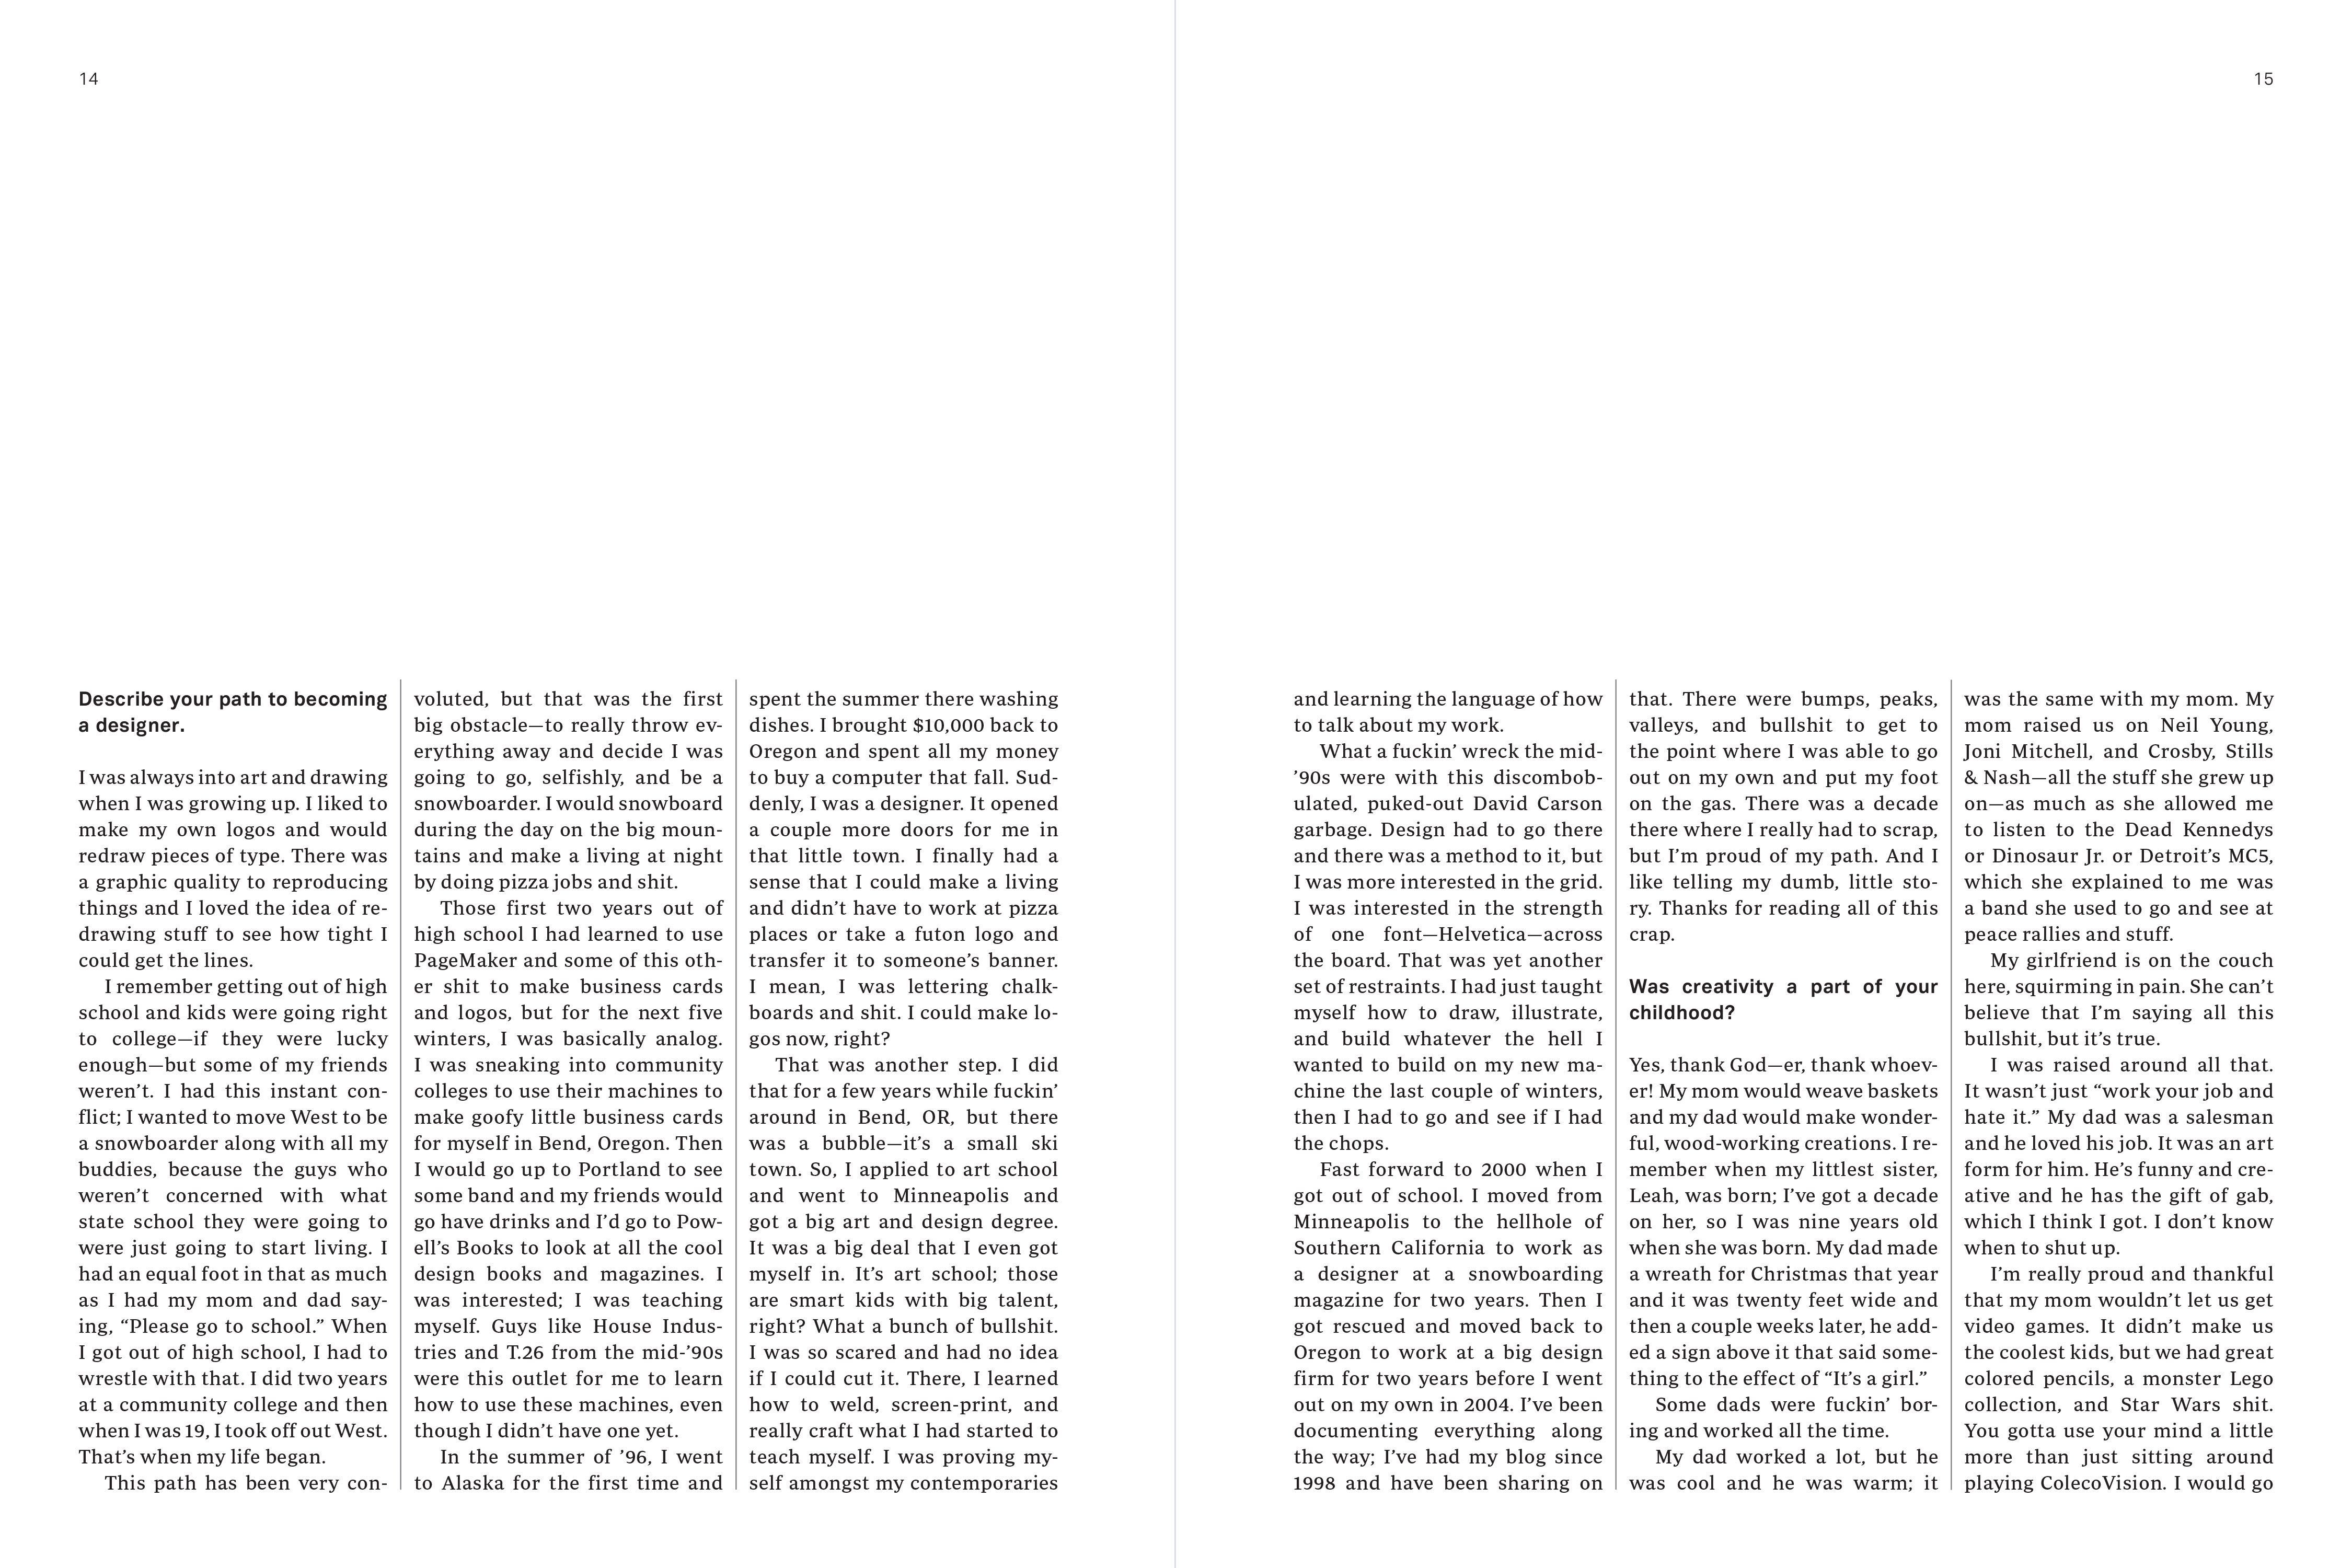 14
Describe your path to becoming
a designer.
I was always into art and drawing
when I was growing up. I liked to
make my own logos and would
redraw pieces of type. There was
a graphic quality to reproducing
things and I loved the idea of re-
drawing stuff to see how tight I
could get the lines.
I remember getting out of high
school and kids were going right
to college—if they were lucky
enough—but some of my friends
weren’t. I had this instant con-
flict; I wanted to move West to be
a snowboarder along with all my
buddies, because the guys who
weren’t concerned with what
state school they were going to
were just going to start living. I
had an equal foot in that as much
as I had my mom and dad say-
ing, “Please go to school.” When
I got out of high school, I had to
wrestle with that. I did two years
at a community college and then
when I was 19, I took off out West.
That’s when my life began.
This path has been very con-
voluted, but that was the first
big obstacle—to really throw ev-
erything away and decide I was
going to go, selfishly, and be a
snowboarder. I would snowboard
during the day on the big moun-
tains and make a living at night
by doing pizza jobs and shit.
Those first two years out of
high school I had learned to use
PageMaker and some of this oth-
er shit to make business cards
and logos, but for the next five
winters, I was basically analog.
I was sneaking into community
colleges to use their machines to
make goofy little business cards
for myself in Bend, Oregon. Then
I would go up to Portland to see
some band and my friends would
go have drinks and I’d go to Pow-
ell’s Books to look at all the cool
design books and magazines. I
was interested; I was teaching
myself. Guys like House Indus-
tries and T.26 from the mid-’90s
were this outlet for me to learn
how to use these machines, even
though I didn’t have one yet.
In the summer of ’96, I went
to Alaska for the first time and
spent the summer there washing
dishes. I brought $10,000 back to
Oregon and spent all my money
to buy a computer that fall. Sud-
denly, I was a designer. It opened
a couple more doors for me in
that little town. I finally had a
sense that I could make a living
and didn’t have to work at pizza
places or take a futon logo and
transfer it to someone’s banner.
I mean, I was lettering chalk-
boards and shit. I could make lo-
gos now, right?
That was another step. I did
that for a few years while fuckin’
around in Bend, OR, but there
was a bubble—it’s a small ski
town. So, I applied to art school
and went to Minneapolis and
got a big art and design degree.
It was a big deal that I even got
myself in. It’s art school; those
are smart kids with big talent,
right? What a bunch of bullshit.
I was so scared and had no idea
if I could cut it. There, I learned
how to weld, screen-print, and
really craft what I had started to
teach myself. I was proving my-
self amongst my contemporaries
15
and learning the language of how
to talk about my work.
What a fuckin’ wreck the mid-
’90s were with this discombob-
ulated, puked-out David Carson
garbage. Design had to go there
and there was a method to it, but
I was more interested in the grid.
I was interested in the strength
of one font—Helvetica—across
the board. That was yet another
set of restraints. I had just taught
myself how to draw, illustrate,
and build whatever the hell I
wanted to build on my new ma-
chine the last couple of winters,
then I had to go and see if I had
the chops.
Fast forward to 2000 when I
got out of school. I moved from
Minneapolis to the hellhole of
Southern California to work as
a designer at a snowboarding
magazine for two years. Then I
got rescued and moved back to
Oregon to work at a big design
firm for two years before I went
out on my own in 2004. I’ve been
documenting everything along
the way; I’ve had my blog since
1998 and have been sharing on
that. There were bumps, peaks,
valleys, and bullshit to get to
the point where I was able to go
out on my own and put my foot
on the gas. There was a decade
there where I really had to scrap,
but I’m proud of my path. And I
like telling my dumb, little sto-
ry. Thanks for reading all of this
crap.
Was creativity a part of your
childhood?
Yes, thank God—er, thank whoev-
er! My mom would weave baskets
and my dad would make wonder-
ful, wood-working creations. I re-
member when my littlest sister,
Leah, was born; I’ve got a decade
on her, so I was nine years old
when she was born. My dad made
a wreath for Christmas that year
and it was twenty feet wide and
then a couple weeks later, he add-
ed a sign above it that said some-
thing to the effect of “It’s a girl.”
Some dads were fuckin’ bor-
ing and worked all the time.
My dad worked a lot, but he
was cool and he was warm; it
was the same with my mom. My
mom raised us on Neil Young,
Joni Mitchell, and Crosby, Stills
& Nash—all the stuff she grew up
on—as much as she allowed me
to listen to the Dead Kennedys
or Dinosaur Jr. or Detroit’s MC5,
which she explained to me was
a band she used to go and see at
peace rallies and stuff.
My girlfriend is on the couch
here, squirming in pain. She can’t
believe that I’m saying all this
bullshit, but it’s true.
I was raised around all that.
It wasn’t just “work your job and
hate it.” My dad was a salesman
and he loved his job. It was an art
form for him. He’s funny and cre-
ative and he has the gift of gab,
which I think I got. I don’t know
when to shut up.
I’m really proud and thankful
that my mom wouldn’t let us get
video games. It didn’t make us
the coolest kids, but we had great
colored pencils, a monster Lego
collection, and Star Wars shit.
You gotta use your mind a little
more than just sitting around
playing ColecoVision. I would go